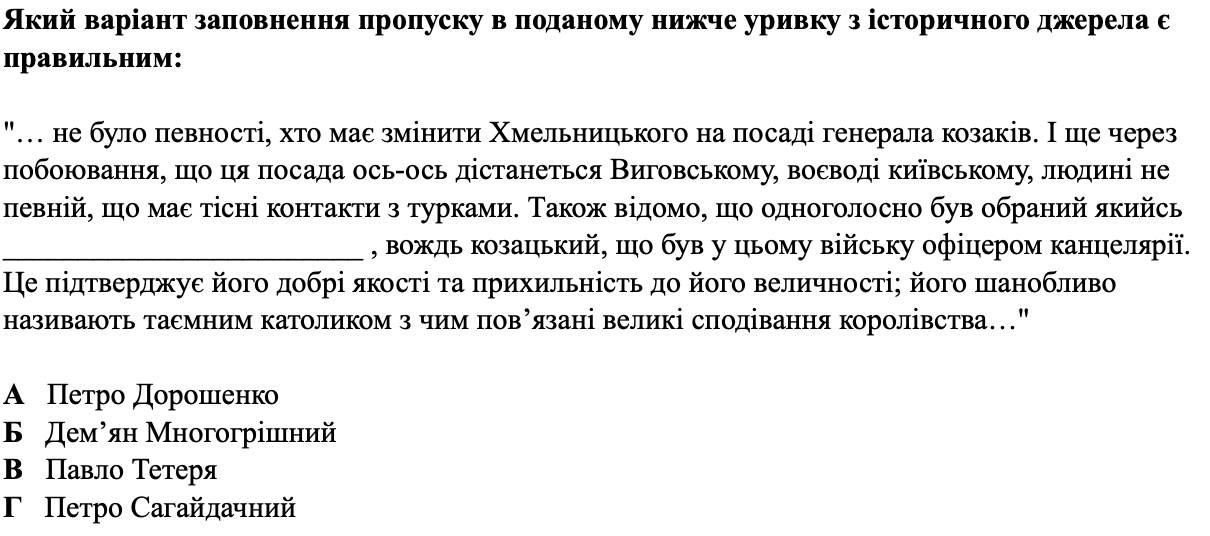 Який варіант заповнення пропуску в поданому нижче уривку з історичного джерела є
правильним:
"… не було певності, хто має змінити Хмельницького на посаді генерала козаків. І ще через
побоювання, що ця посада ось-ось дістанеться Виговському, воєводі київському, людині не
певній, що має тісні контакти з турками. Також відомо, що одноголосно був обраний якийсь
__________________________ , вождь козацький, що був у цьому війську офіцером канцелярії.
Це підтверджує його добрі якості та прихильність до його величності; його шанобливо
називають таємним католиком з чим пов’язані великі сподівання королівства…"
А Петро Дорошенко
Б Дем’ян Многогрішний
В Павло Тетеря
Г Петро Сагайдачний